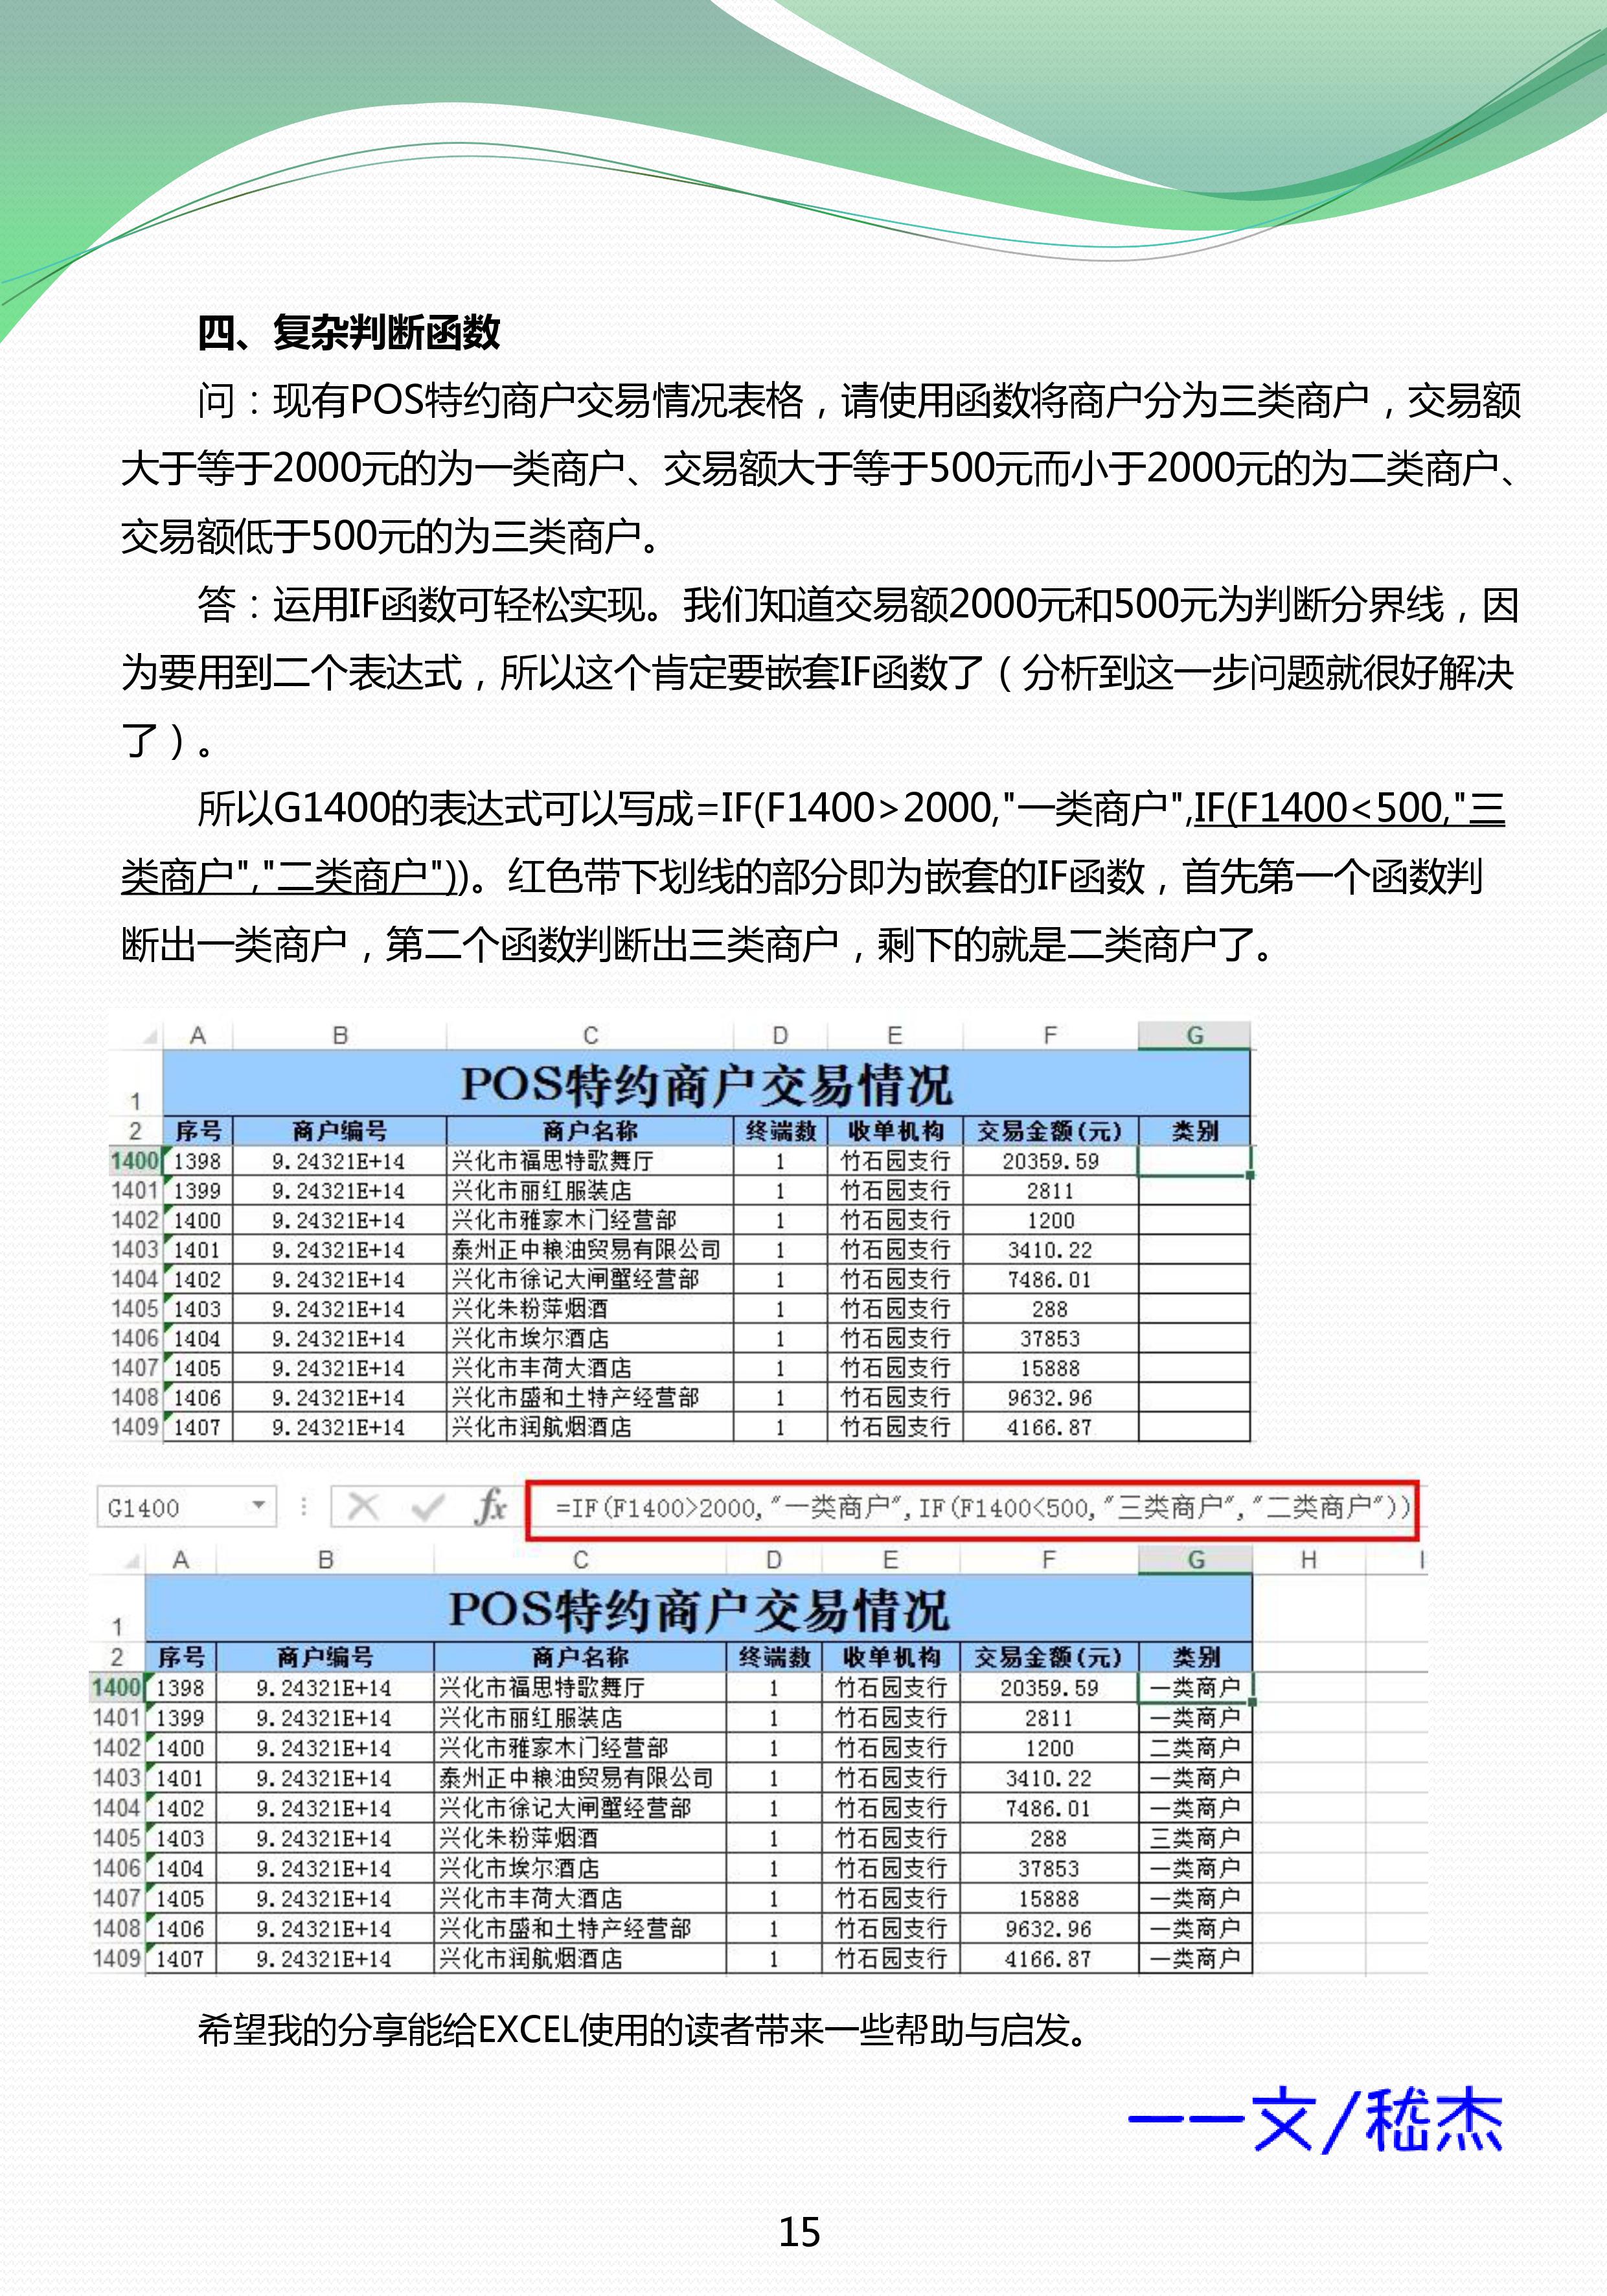 四、复杂判断函数
问：现有POS特约商户交易情况表格，请使用函数将商户分为三类商户，交易额
大于等于2000元的为一类商户、交易额大于等于500元而小于2000元的为二类商户、
交易额低于500元的为三类商户。
答：运用IF函数可轻松实现。我们知道交易额2000元和500元为判断分界线，因
为要用到二个表达式，所以这个肯定要嵌套IF函数了（分析到这一步问题就很好解决
了）。
所以G1400的表达式可以写成=IF(F1400>2000,"一类商户",IF(F1400<500,"三
类商户","二类商户"))。红色带下划线的部分即为嵌套的IF函数，首先第一个函数判
断出一类商户，第二个函数判断出三类商户，剩下的就是二类商户了。
A B C D E F G
1 POS特约商户交易情况
2 序号 商户编号 商户名称 终端数 收单机构 交易金额(元) 类别
1400 1398 9.24321E+14 兴化市福思特歌舞厅 1 竹石园支行 20359.59
1401 1399 9.24321E+14 兴化市丽红服装店 1 竹石园支行 2811
1402 1400 9.24321E+14 兴化市雅家木门经营部 1 竹石园支行 1200
1403 1401 9.24321E+14 泰州正中粮油贸易有限公司 1 竹石园支行 3410.22
1404 1402 9.24321E+14 兴化市徐记大闸蟹经营部 1 竹石园支行 7486.01
1405 1403 9.24321E+14 兴化朱粉萍烟酒 1 竹石园支行 288
1406 1404 9.24321E+14 兴化市埃尔酒店 1 竹石园支行 37853
1407 1405 9.24321E+14 兴化市丰荷大酒店 1 竹石园支行 15888
1408 1406 9.24321E+14 兴化市盛和土特产经营部 1 竹石园支行 9632.96
1409 1407 9.24321E+14 兴化市润航烟酒店 1 竹石园支行 4166.87
G1400 fx =IF(F1400>2000,"一类商户",IF(F1400<500,"三类商户","二类商户"))
A B C D E F G H I
1 POS特约商户交易情况
2 序号 商户编号 商户名称 终端数 收单机构 交易金额(元) 类别
1400 1398 9.24321E+14 兴化市福思特歌舞厅 1 竹石园支行 20359.59 一类商户
1401 1399 9.24321E+14 兴化市丽红服装店 1 竹石园支行 2811 一类商户
1402 1400 9.24321E+14 兴化市雅家木门经营部 1 竹石园支行 1200 二类商户
1403 1401 9.24321E+14 泰州正中粮油贸易有限公司 1 竹石园支行 3410.22 一类商户
1404 1402 9.24321E+14 兴化市徐记大闸蟹经营部 1 竹石园支行 7486.01 一类商户
1405 1403 9.24321E+14 兴化朱粉萍烟酒 1 竹石园支行 288 三类商户
1406 1404 9.24321E+14 兴化市埃尔酒店 1 竹石园支行 37853 一类商户
1407 1405 9.24321E+14 兴化市丰荷大酒店 1 竹石园支行 15888 一类商户
1408 1406 9.24321E+14 兴化市盛和土特产经营部 1 竹石园支行 9632.96 一类商户
1409 1407 9.24321E+14 兴化市润航烟酒店 1 竹石园支行 4166.87 一类商户
希望我的分享能给EXCEL使用的读者带来一些帮助与启发。
——文/嵇杰
15